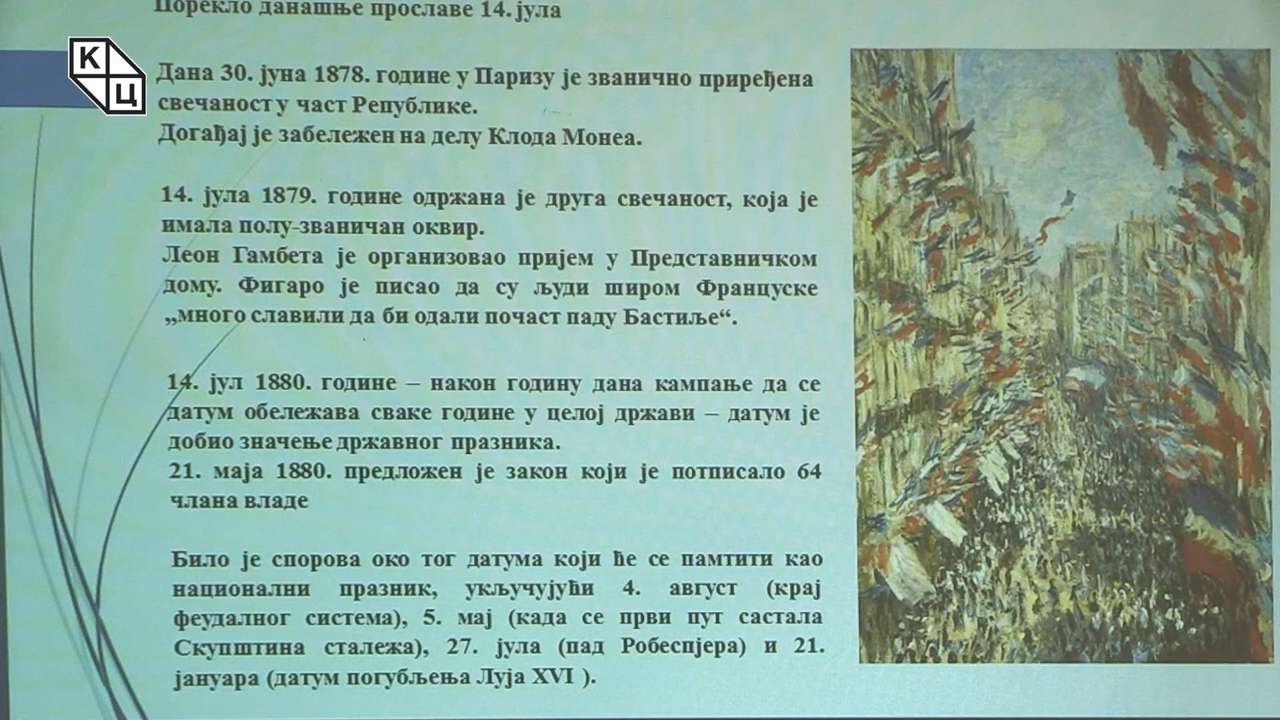 Порекло данашње прославе 14. јула
К
Ц
Дана 30. јуна 1878. године у Паризу је званично приређена
свечаност у част Републике.
Догађај је забележен на делу Клода Монеа.
14. јула 1879. године одржана је друга свечаност, која је
имала полу-званичан оквир.
Леон Гамбета је организовао пријем у Представничком
дому. Фигаро је писао да су људи широм Француске
„много славили да би одали почаст паду Бастиље“.
14. јул 1880. године – након годину дана кампање да се
датум обележава сваке године у целој држави – датум је
добио значење државног празника.
21. маја 1880. предложен је закон који је потписало 64
члана владе
Било је спорова око тог датума који ће се памтити као
национални празник, укључујући 4. август (крај
феудалног система), 5. мај (када се први пут састала
Скупштина сталежа), 27. јула (пад Робеспјера) и 21.
јануара (датум погубљења Луја XVI ).